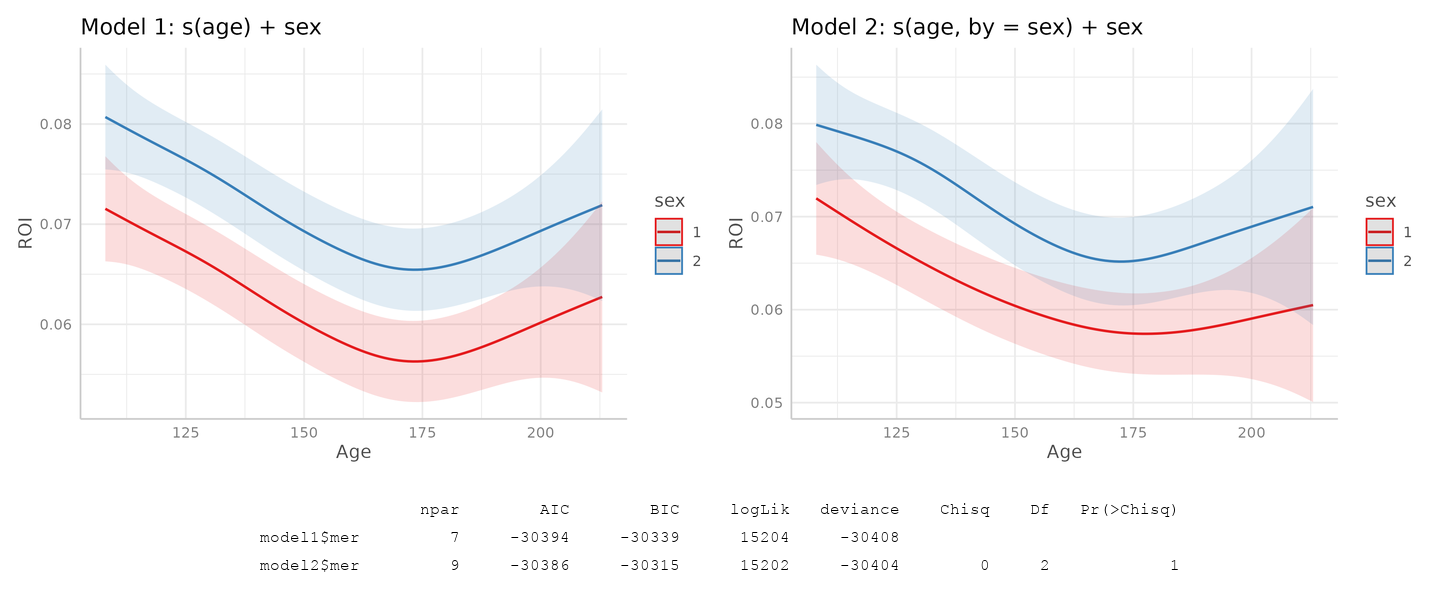 Model 1: s(age) + sex
0.08
0.07
0.06
ROI
125 150 175 200
Age
sex
1
2
Model 2: s(age, by = sex) + sex
0.08
0.07
0.06
0.05
ROI
125 150 175 200
Age
sex
1
2
npar AIC BIC logLik deviance Chisq Df Pr(>Chisq)
model1$mer 7 -30394 -30339 15204 -30408
model2$mer 9 -30386 -30315 15202 -30404 0 2 1